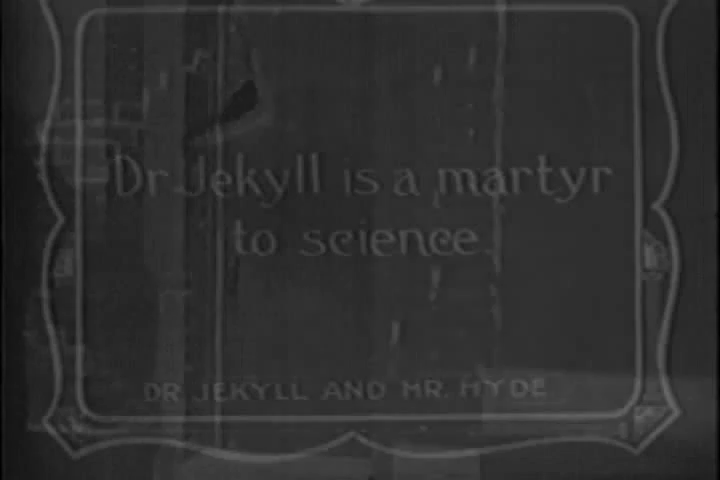 Dr Jekyll is a martyr
to science.
DR JEKYLL AND MR. HYDE